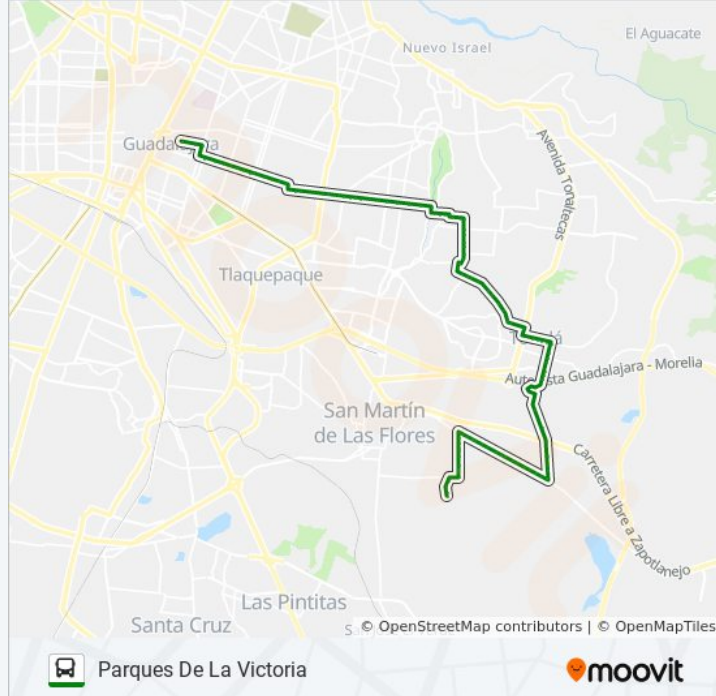 El Aguacate
Nuevo Israel
Avenida Tonaltecas
Tlaquepaque
Autopista Guadalajara - Morelia
San Martín
de Las Flores
Carretera Libre a Zapotlanejo
Las Pintitas
Santa Cruz
© OpenStreetMap contributors | © OpenMapTiles
Parques De La Victoria
moovit